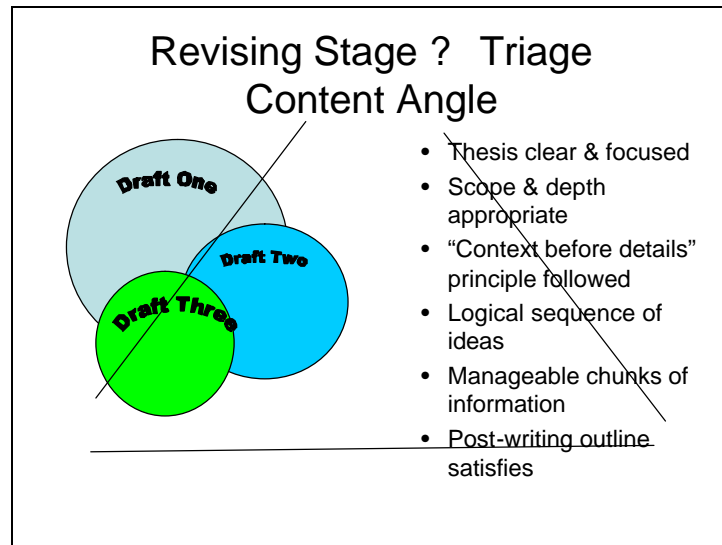 Revising Stage ? Triage
Content Angle
Draft One
Draft Two
Draft Three
• Thesis clear & focused
• Scope & depth
appropriate
• “Context before details”
principle followed
• Logical sequence of
ideas
• Manageable chunks of
information
• Post-writing outline
satisfies